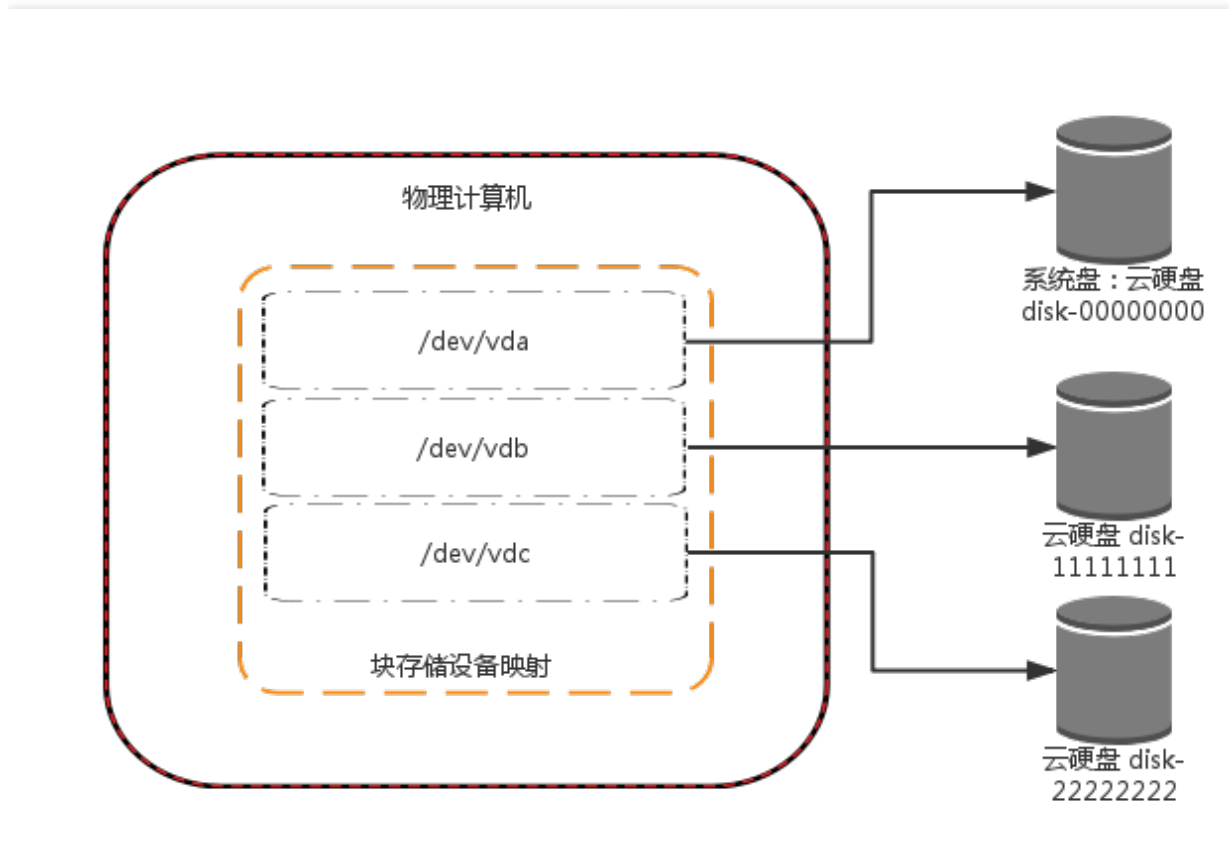 物理计算机
/dev/vda
/dev/vdb
/dev/vdc
块存储设备映射
系统盘：云硬盘
disk-00000000
云硬盘 disk-
11111111
云硬盘 disk-
22222222